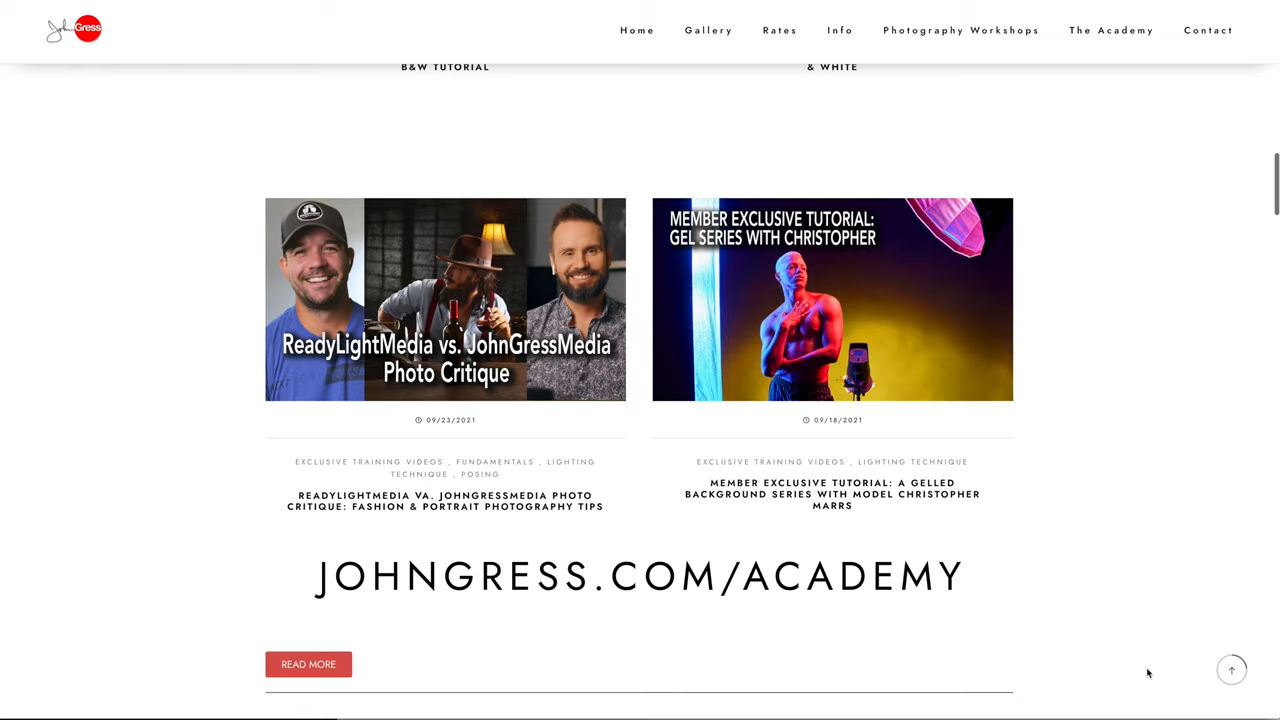 John Gress
Home Gallery Rates Info Photography Workshops The Academy Contact
B&W TUTORIAL
& WHITE
ReadyLightMedia vs. JohnGressMedia
Photo Critique
MEMBER EXCLUSIVE TUTORIAL:
GEL SERIES WITH CHRISTOPHER
09/23/2021
09/18/2021
EXCLUSIVE TRAINING VIDEOS , FUNDAMENTALS , LIGHTING
TECHNIQUE , POSING
READYLIGHTMEDIA VA. JOHNGRESSMEDIA PHOTO
CRITIQUE: FASHION & PORTRAIT PHOTOGRAPHY TIPS
EXCLUSIVE TRAINING VIDEOS , LIGHTING TECHNIQUE
MEMBER EXCLUSIVE TUTORIAL: A GELLED
BACKGROUND SERIES WITH MODEL CHRISTOPHER
MARRS
JOHNGRESS.COM/ACADEMY
READ MORE